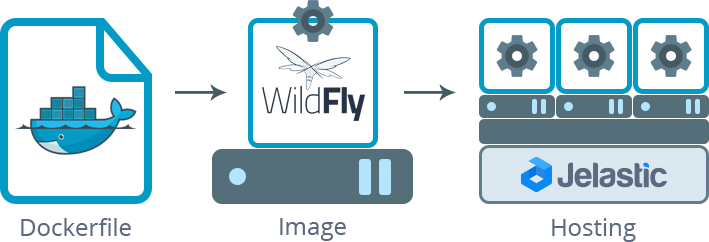 WildFly
Jelastic
Dockerfile
Image
Hosting